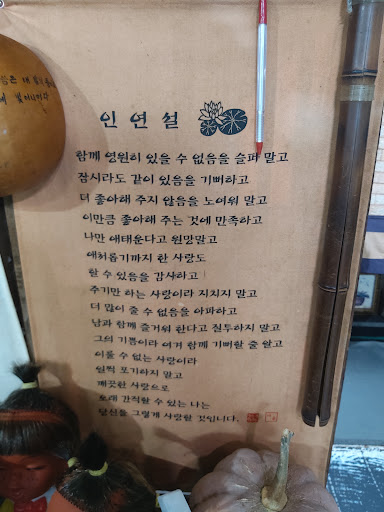 인연설
함께 영원히 있을 수 없음을 슬퍼 말고
잠시라도 같이 있음을 기뻐하고
더 좋아해 주지 않음을 노여워 말고
이만큼 좋아해 주는 것에 만족하고
나만 애태운다고 원망말고
애처롭기까지 한 사랑도
할 수 있음을 감사하고
주기만 하는 사랑이라 지치지 말고
더 많이 줄 수 없음을 아파하고
남과 함께 즐거워 한다고 질투하지 말고
그의 기쁨이라 여겨 함께 기뻐할 줄 알고
이룰 수 없는 사랑이라
일찍 포기하지 말고
깨끗한 사랑으로
오래 간직할 수 있는 나는
당신을 그렇게 사랑할 것입니다.